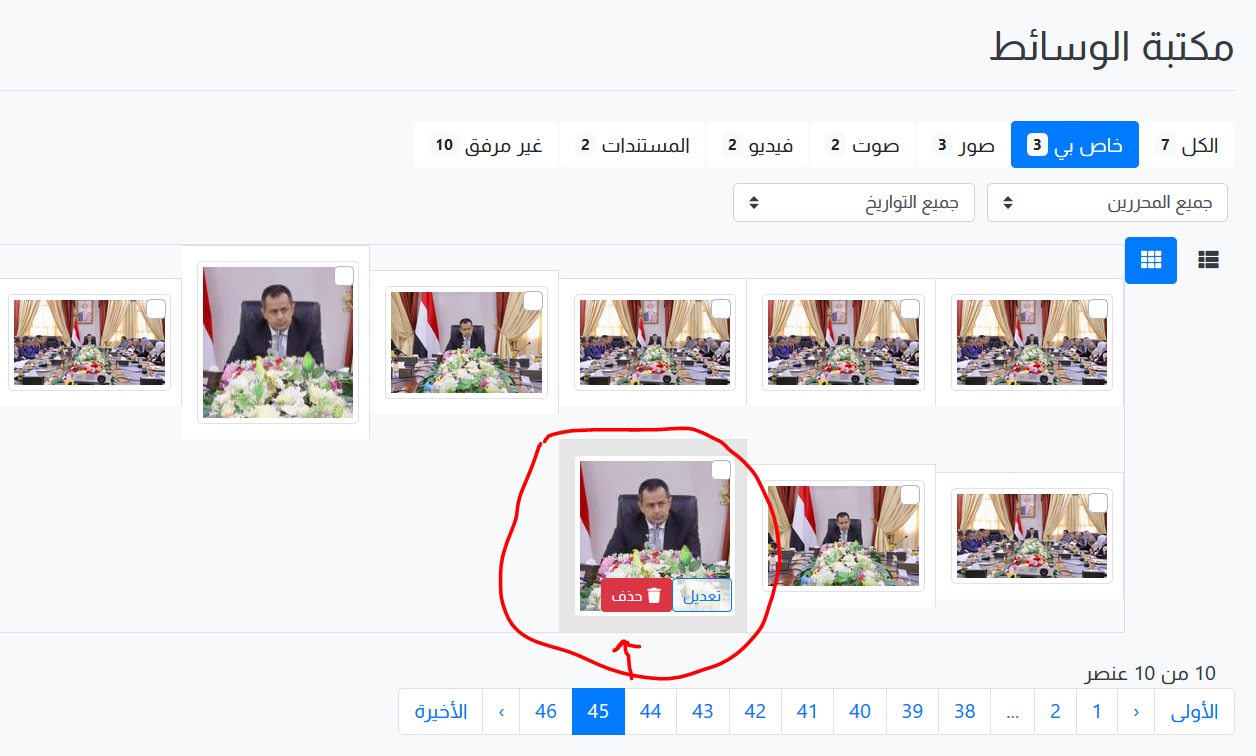 مكتبة الوسائط
الكل 7 خاص بي 3 صور 3 صوت 2 فيديو 2 المستندات 2 غير مرفق 10
جميع المحررين جميع التواريخ
تعديل حذف
10 من 10 عنصر
الأولى › 1 2 ... 38 39 40 41 42 43 44 45 46 ‹ الأخيرة